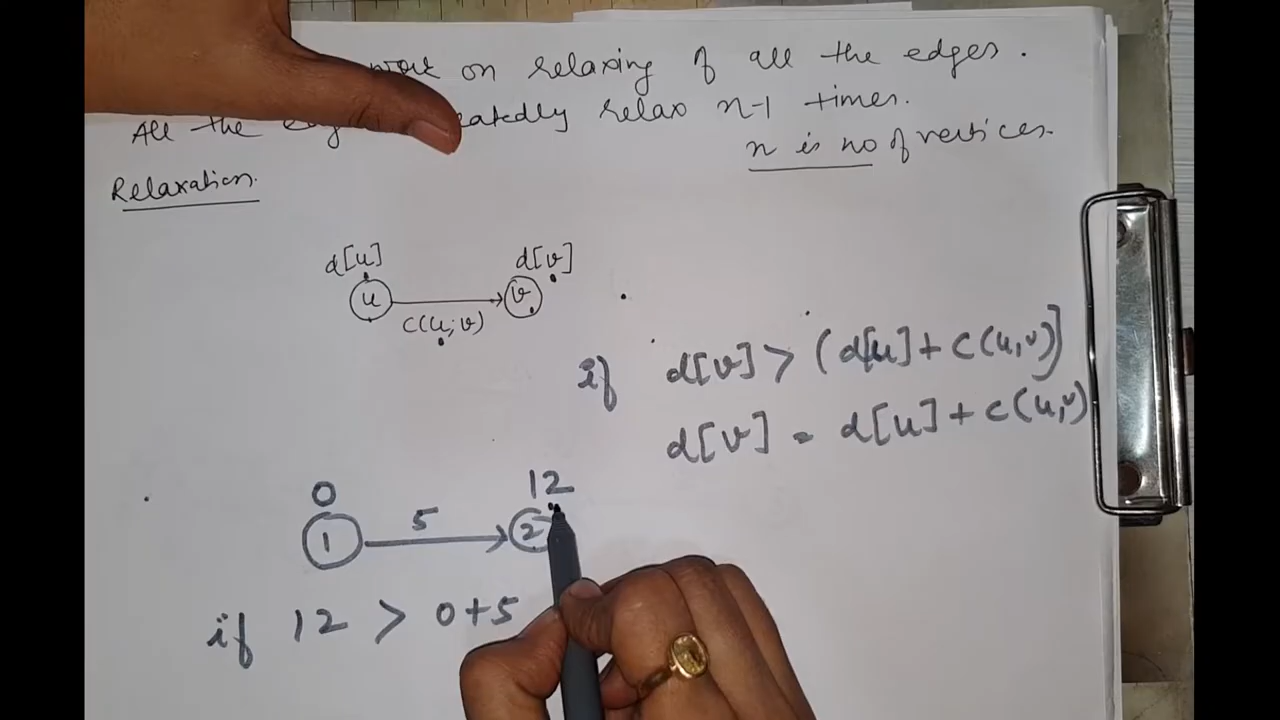 on relaxing of all the edges.
All the relax n-1 times.
n is no of vertices.
Relaxation.
d[u] d[v]
u v
C(u,v)
if d[v] > (d[u] + c(u,v)]
d[v] = d[u] + c(u,v)
0 12
1 5 2
if 12 > 0+5